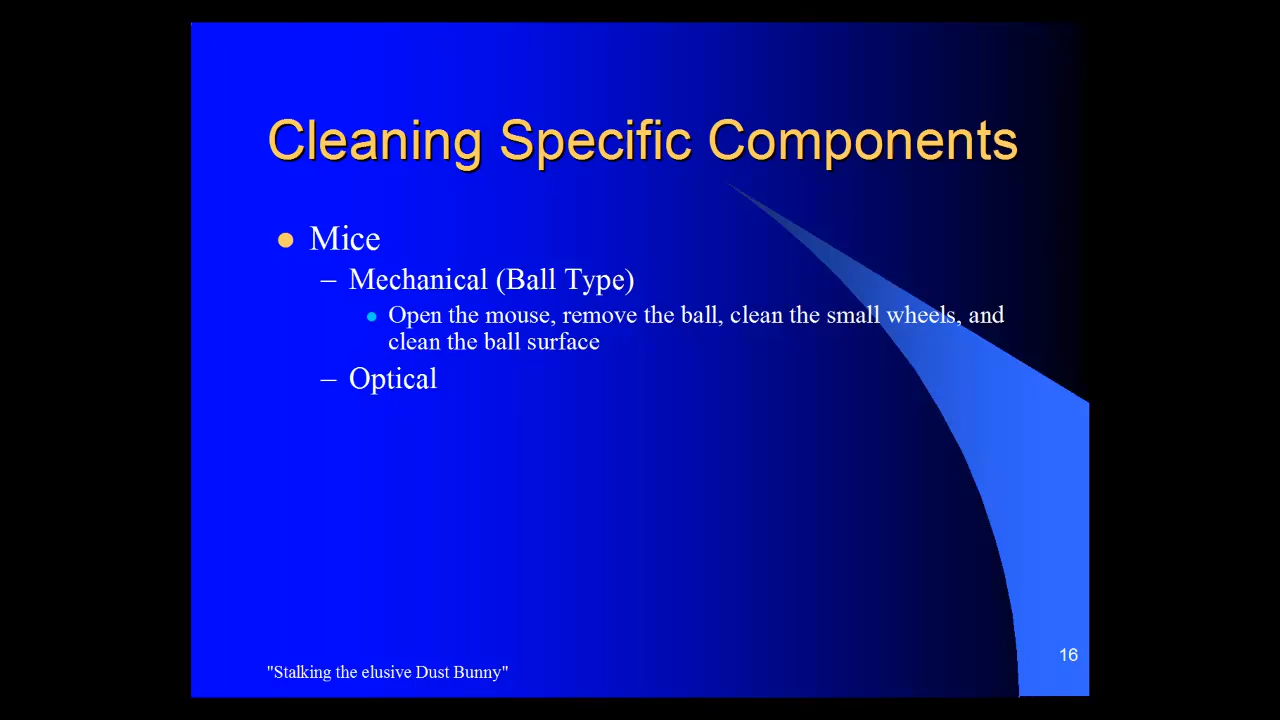 Cleaning Specific Components
Mice
– Mechanical (Ball Type)
Open the mouse, remove the ball, clean the small wheels, and
clean the ball surface
– Optical
16
"Stalking the elusive Dust Bunny"